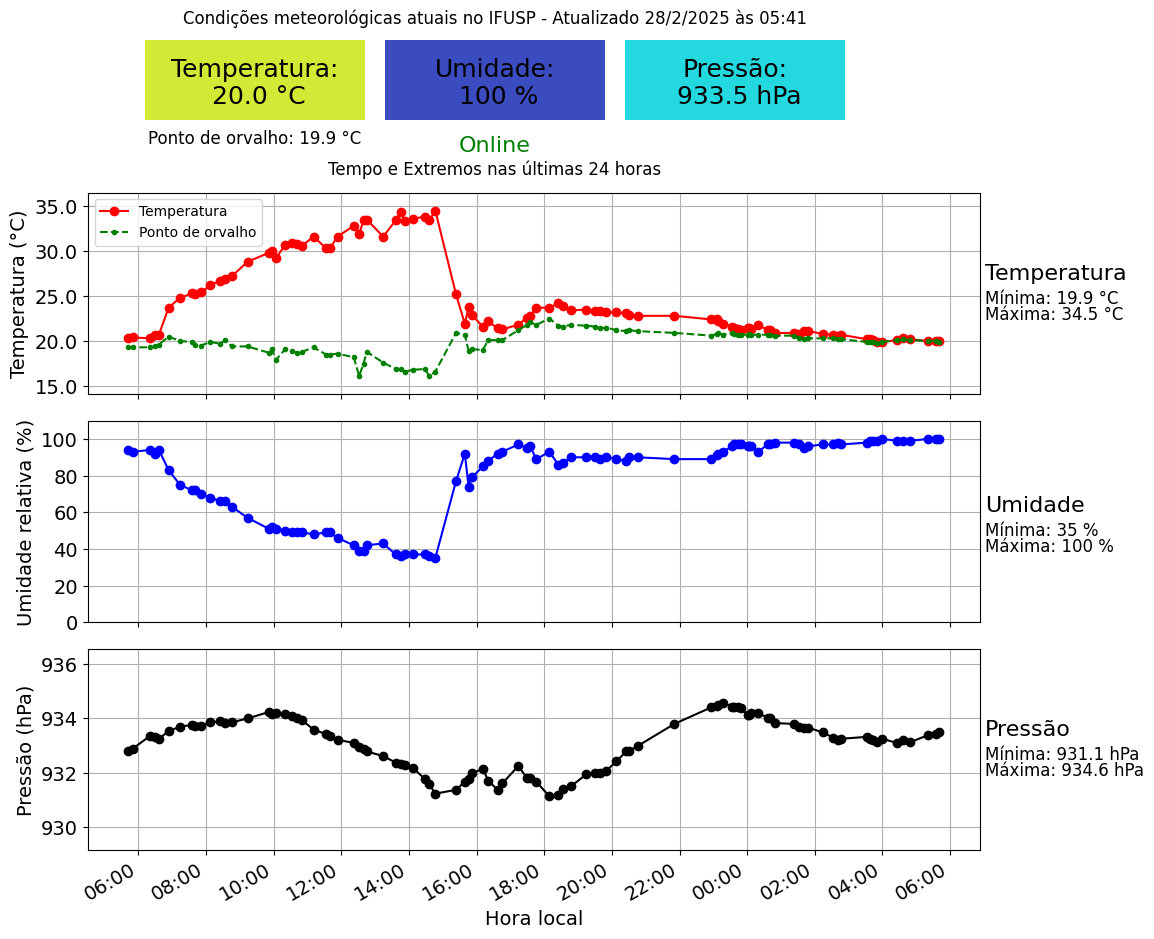 Condições meteorológicas atuais no IFUSP - Atualizado 28/2/2025 às 05:41
Temperatura:
20.0 °C
Umidade:
100 %
Pressão:
933.5 hPa
Ponto de orvalho: 19.9 °C
Online
Tempo e Extremos nas últimas 24 horas
Temperatura (°C)
35.0
30.0
25.0
20.0
15.0
Temperatura
Ponto de orvalho
Temperatura
Mínima: 19.9 °C
Máxima: 34.5 °C
Umidade relativa (%)
100
80
60
40
20
0
Umidade
Mínima: 35 %
Máxima: 100 %
Pressão (hPa)
936
934
932
930
Pressão
Mínima: 931.1 hPa
Máxima: 934.6 hPa
06:00 08:00 10:00 12:00 14:00 16:00 18:00 20:00 22:00 00:00 02:00 04:00 06:00
Hora local